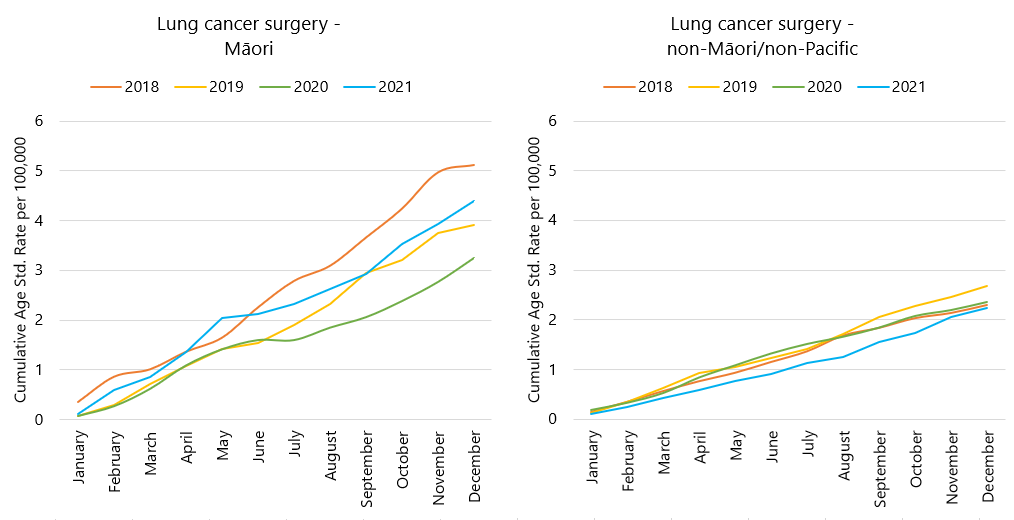 Lung cancer surgery -
Māori
2018 2019 2020 2021
Cumulative Age Std. Rate per 100,000
6
5
4
3
2
1
0
January
February
March
April
May
June
July
August
September
October
November
December
Lung cancer surgery -
non-Māori/non-Pacific
2018 2019 2020 2021
Cumulative Age Std. Rate per 100,000
6
5
4
3
2
1
0
January
February
March
April
May
June
July
August
September
October
November
December